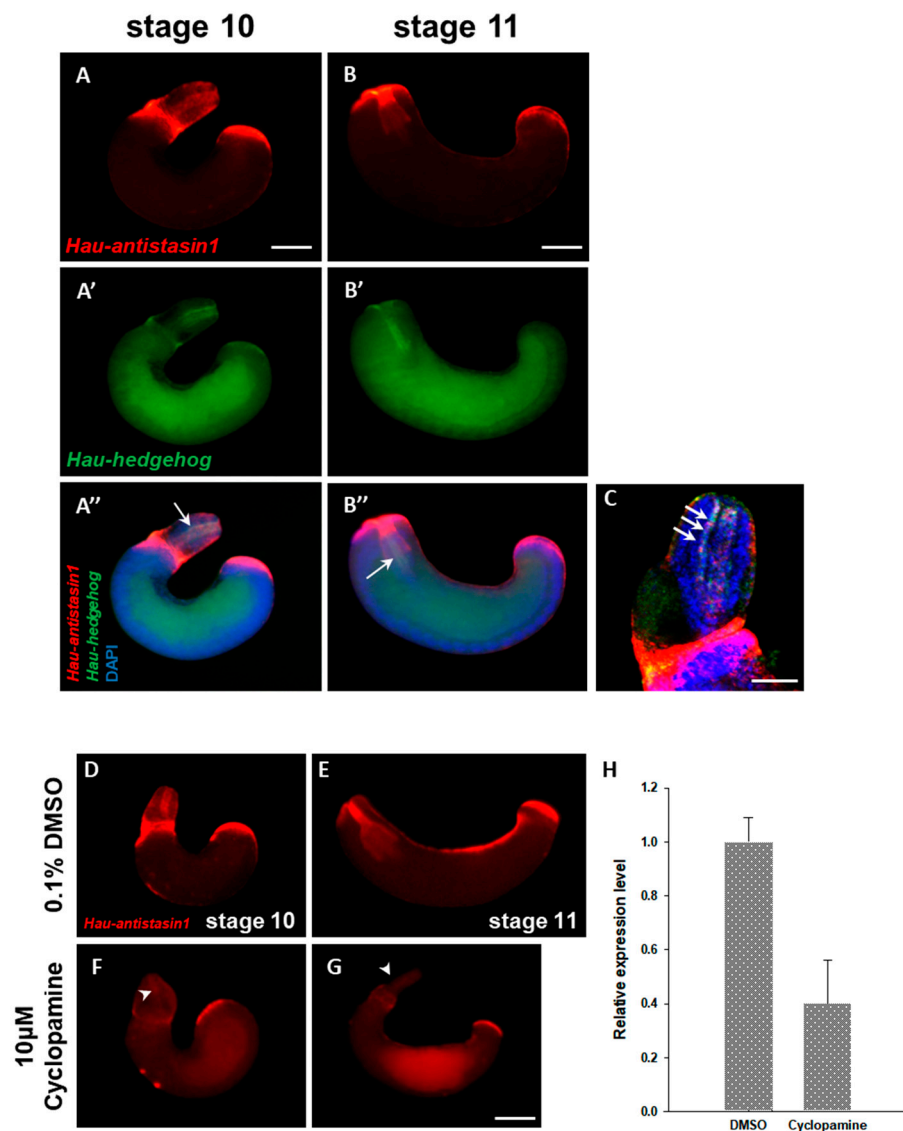 stage 10
stage 11
A
B
Hau-antistasin1
A'
B'
Hau-hedgehog
A''
B''
C
Hau-antistasin1
Hau-hedgehog
DAPI
0.1% DMSO
D
E
H
Hau-antistasin1
stage 10
stage 11
10μM
Cyclopamine
F
G
Relative expression level
1.2
1.0
0.8
0.6
0.4
0.2
0.0
DMSO
Cyclopamine